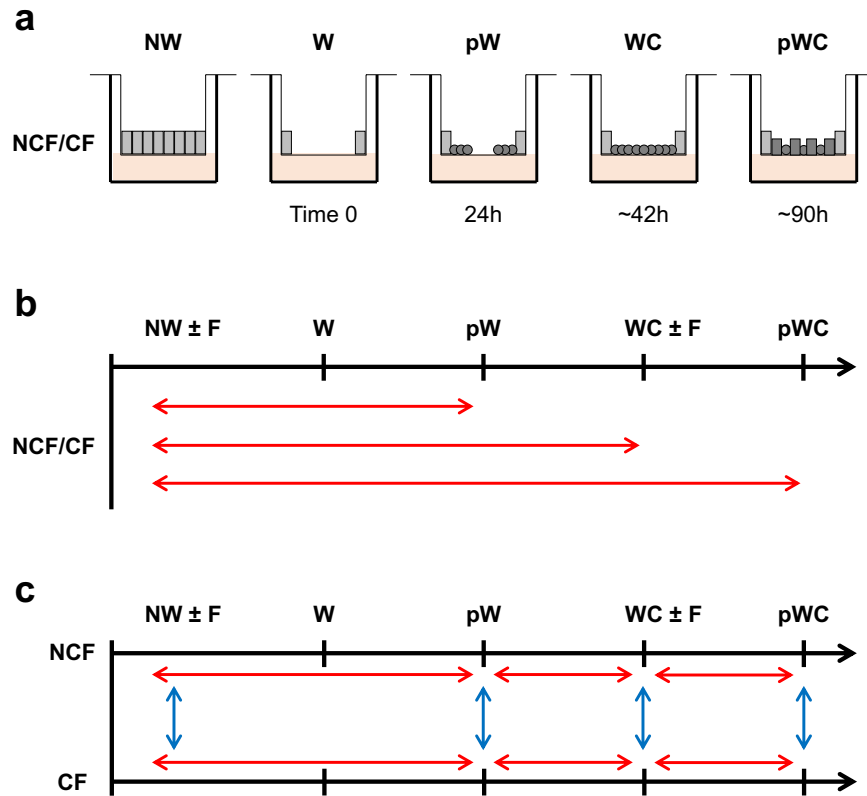 a
NW W pW WC pWC
NCF/CF
Time 0 24h ~42h ~90h
b
NW ± F W pW WC ± F pWC
NCF/CF
c
NW ± F W pW WC ± F pWC
NCF
CF